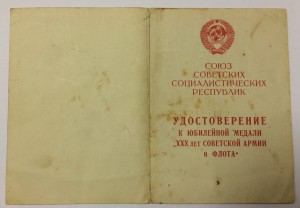 СОЮЗ
СОВЕТСКИХ
СОЦИАЛИСТИЧЕСКИХ
РЕСПУБЛИК
УДОСТОВЕРЕНИЕ
К ЮБИЛЕЙНОЙ МЕДАЛИ
„XXX ЛЕТ СОВЕТСКОЙ АРМИИ
И ФЛОТА“